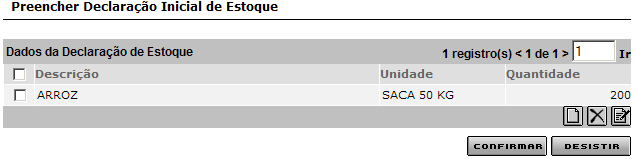 Preencher Declaração Inicial de Estoque
Dados da Declaração de Estoque 1 registro(s) < 1 de 1 > 1 Ir
Descrição Unidade Quantidade
ARROZ SACA 50 KG 200
CONFIRMAR DESISTIR